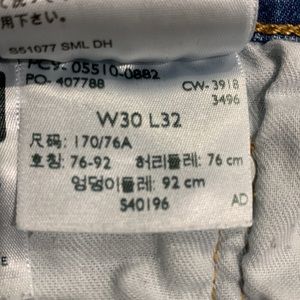 用下さい。
S51077 SML DH
PC9- 05510-0882
PO- 407788
CW-3918
3496
W30 L32
尺码: 170/76A
호칭: 76-92 허리둘레: 76 cm
엉덩이둘레: 92 cm
S40196
AD